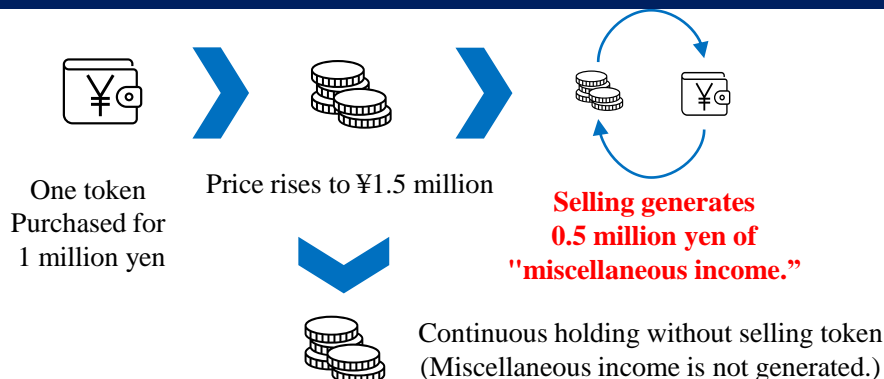 ¥
¥
One token
Purchased for
1 million yen
Price rises to ¥1.5 million
Selling generates
0.5 million yen of
"miscellaneous income.”
Continuous holding without selling token
(Miscellaneous income is not generated.)